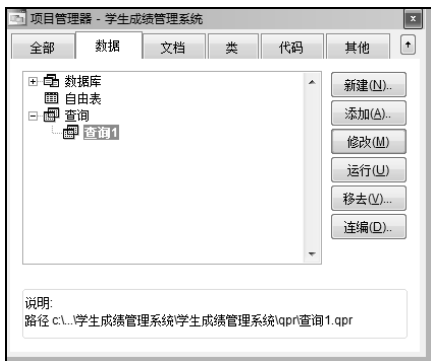 项目管理器 - 学生成绩管理系统
全部 数据 文档 类 代码 其他
数据库
自由表
查询
查询1
新建(N)..
添加(A)..
修改(M)
运行(U)
移去(V)...
连编(D)..
说明:
路径 c:\...\学生成绩管理系统\学生成绩管理系统\qpr\查询1.qpr